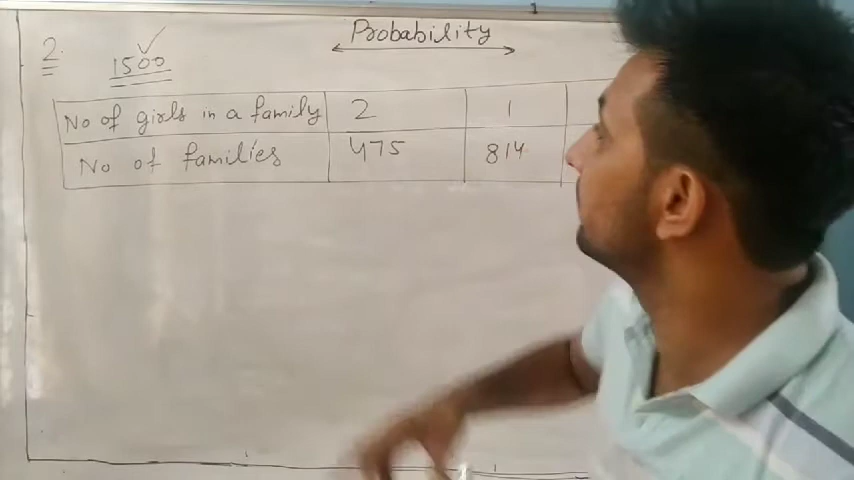 Probability
2.
1500
No of girls in a family 2 1
No of families 475 814